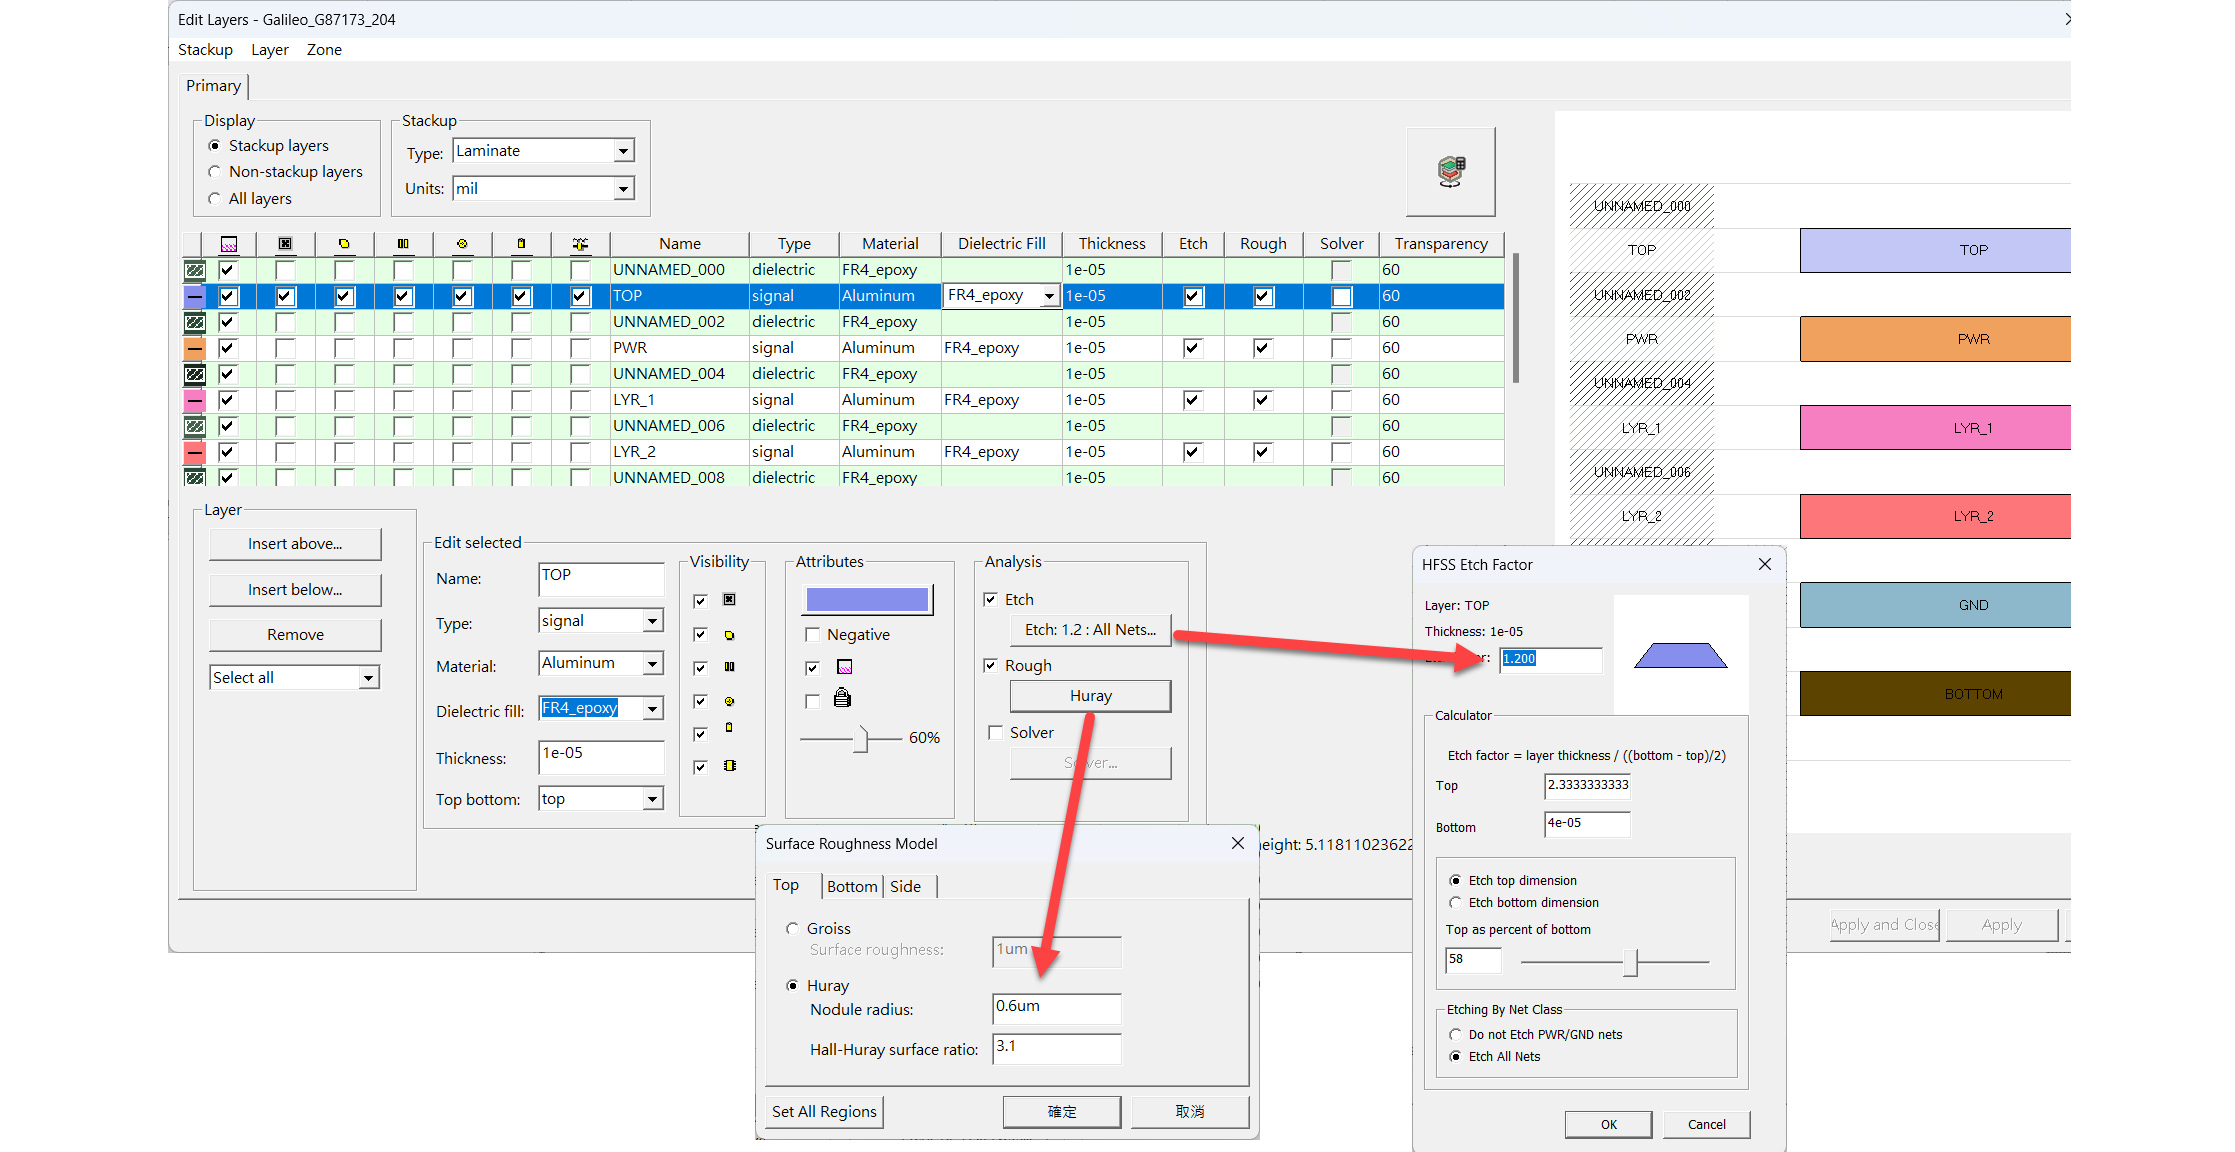 Edit Layers - Galileo_G87173_204
Stackup Layer Zone
Primary
Display
Stackup layers
Non-stackup layers
All layers
Stackup
Type: Laminate
Units: mil
Name Type Material Dielectric Fill Thickness Etch Rough Solver Transparency
UNNAMED_000 dielectric FR4_epoxy 1e-05 60
TOP signal Aluminum FR4_epoxy 1e-05 60
UNNAMED_002 dielectric FR4_epoxy 1e-05 60
PWR signal Aluminum FR4_epoxy 1e-05 60
UNNAMED_004 dielectric FR4_epoxy 1e-05 60
LYR_1 signal Aluminum FR4_epoxy 1e-05 60
UNNAMED_006 dielectric FR4_epoxy 1e-05 60
LYR_2 signal Aluminum FR4_epoxy 1e-05 60
UNNAMED_008 dielectric FR4_epoxy 1e-05 60
UNNAMED_000
TOP TOP
UNNAMED_002
PWR PWR
UNNAMED_004
LYR_1 LYR_1
UNNAMED_006
LYR_2 LYR_2
GND
BOTTOM
Layer
Insert above...
Insert below...
Remove
Select all
Edit selected
Name: TOP
Type: signal
Material: Aluminum
Dielectric fill: FR4_epoxy
Thickness: 1e-05
Top bottom: top
Visibility
Attributes
Negative
60%
Analysis
Etch
Etch: 1.2 : All Nets...
Rough
Huray
Solver
eight: 5.11811023622
Apply and Close Apply
Surface Roughness Model
Top Bottom Side
Groiss
Surface roughness: 1um
Huray
Nodule radius: 0.6um
Hall-Huray surface ratio: 3.1
Set All Regions 確定 取消
HFSS Etch Factor
Layer: TOP
Thickness: 1e-05
1.200
Calculator
Etch factor = layer thickness / ((bottom - top)/2)
Top 2.3333333333
Bottom 4e-05
Etch top dimension
Etch bottom dimension
Top as percent of bottom
58
Etching By Net Class
Do not Etch PWR/GND nets
Etch All Nets
OK Cancel